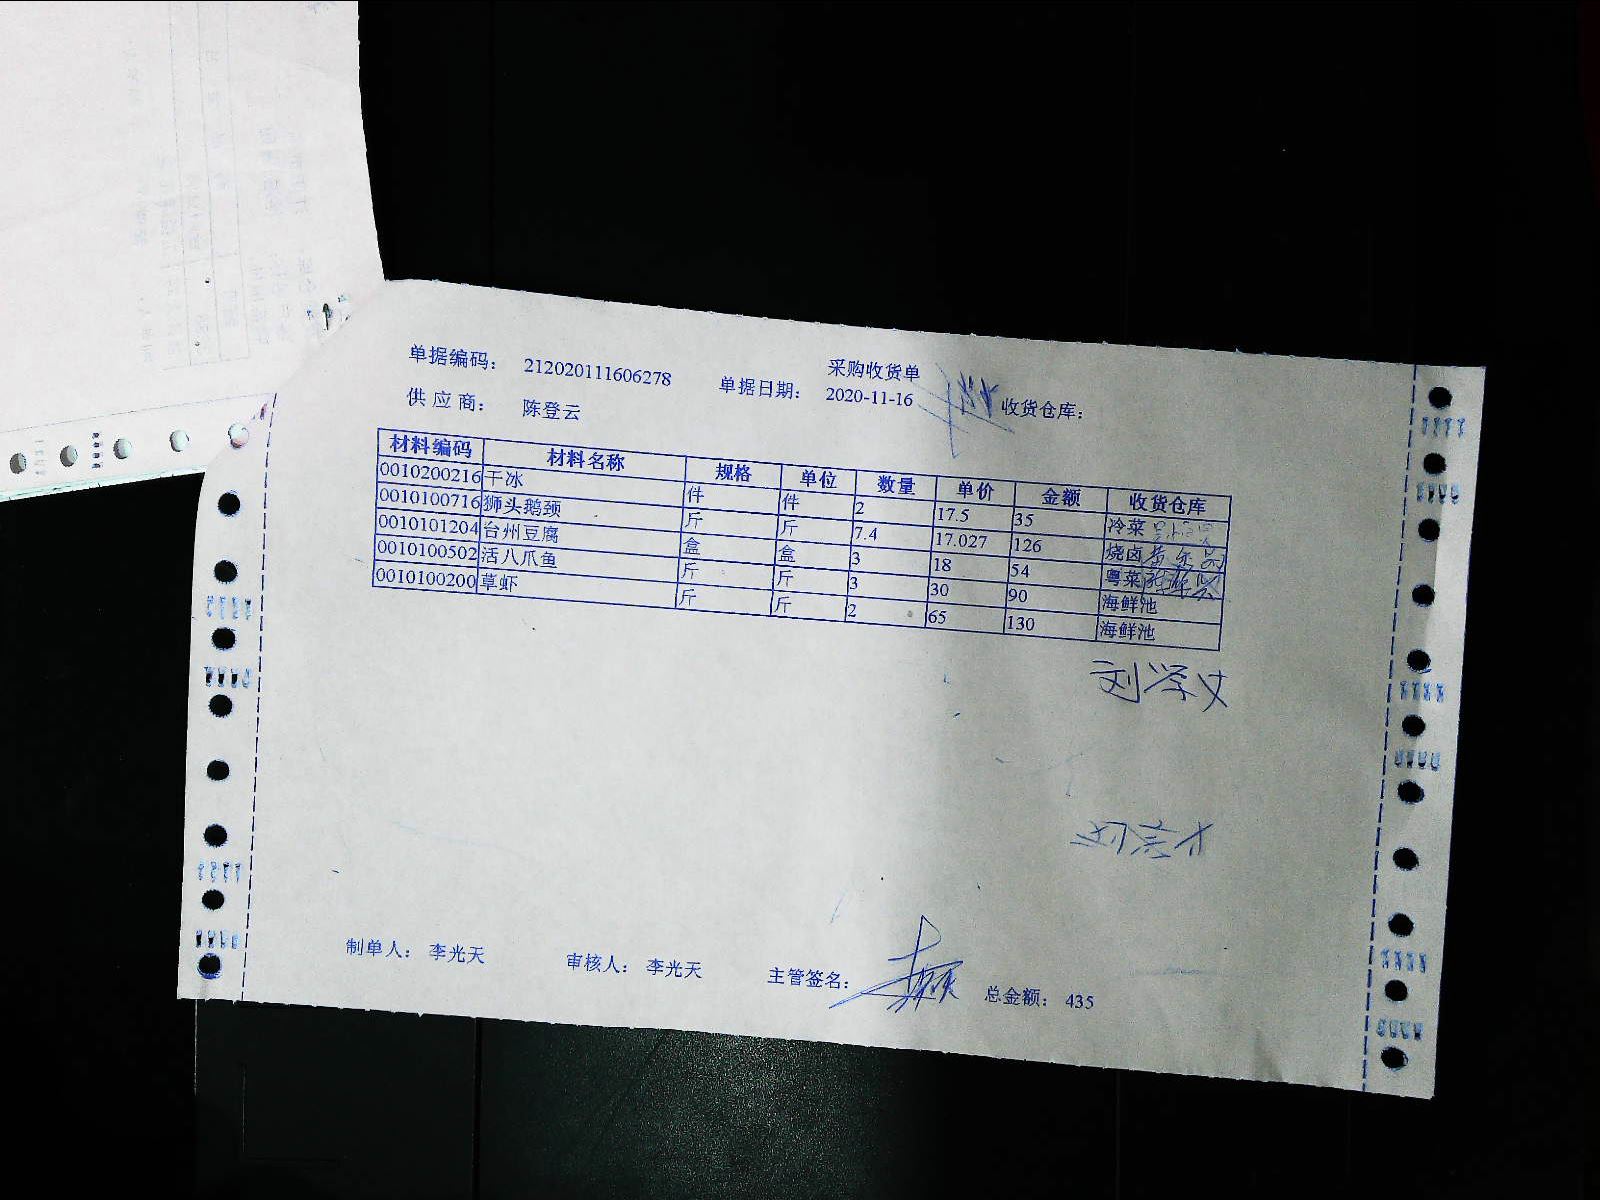 采购收货单
单据编码： 212020111606278 单据日期： 2020-11-16 收货仓库：
供应商： 陈登云
材料编码 材料名称 规格 单位 数量 单价 金额 收货仓库
0010200216 干冰 件 件 2 17.5 35 冷菜
0010100716 狮头鹅颈 斤 斤 7.4 17.027 126 烧卤
0010101204 台州豆腐 盒 盒 3 18 54 粤菜
0010100502 活八爪鱼 斤 斤 3 30 90 海鲜池
0010100200 草虾 斤 斤 2 65 130 海鲜池
制单人： 李光天 审核人： 李光天 主管签名： 总金额： 435